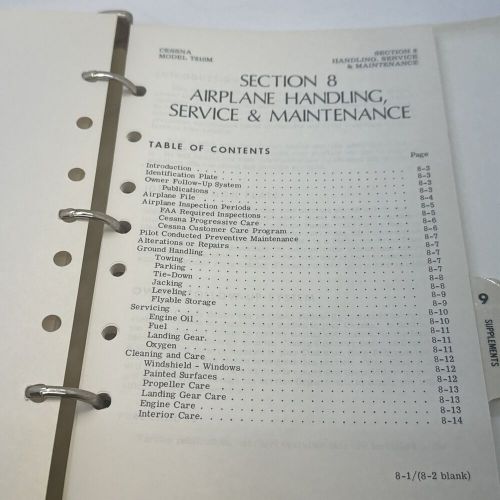 CESSNA
MODEL T210M
SECTION 8
HANDLING, SERVICE
& MAINTENANCE
SECTION 8
AIRPLANE HANDLING,
SERVICE & MAINTENANCE
TABLE OF CONTENTS
Page
Introduction . . . 8-3
Identification Plate . . . 8-3
Owner Follow-Up System . . . 8-3
Publications . . . 8-3
Airplane File . . . 8-4
Airplane Inspection Periods . . . 8-5
FAA Required Inspections . . . 8-5
Cessna Progressive Care . . . 8-6
Cessna Customer Care Program . . . 8-6
Pilot Conducted Preventive Maintenance . . . 8-7
Alterations or Repairs . . . 8-7
Ground Handling . . . 8-7
Towing . . . 8-7
Parking . . . 8-7
Tie-Down . . . 8-8
Jacking . . . 8-8
Leveling . . . 8-9
Flyable Storage . . . 8-9
Servicing . . . 8-10
Engine Oil . . . 8-10
Fuel . . . 8-11
Landing Gear . . . 8-11
Oxygen . . . 8-11
Cleaning and Care . . . 8-12
Windshield - Windows . . . 8-12
Painted Surfaces . . . 8-12
Propeller Care . . . 8-13
Landing Gear Care . . . 8-13
Engine Care . . . 8-13
Interior Care . . . 8-14
8-1/(8-2 blank)
9
SUPPLEMENTS